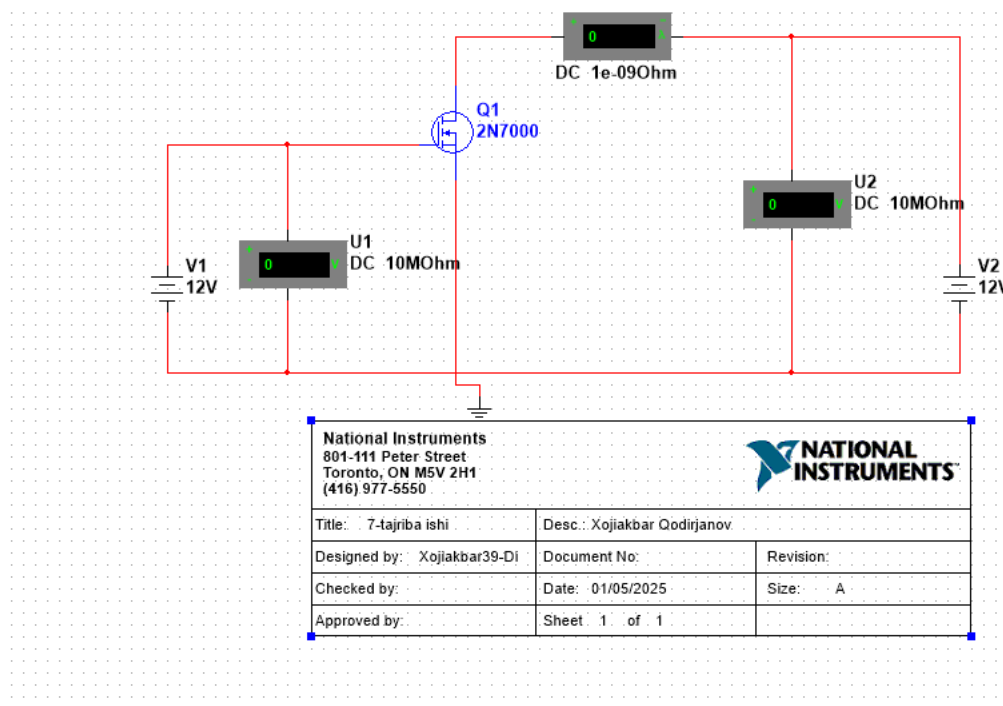 + 0 - A
DC 1e-09Ohm
Q1
2N7000
U2
+ 0 V
DC 10MOhm
-
U1
+ 0 V
DC 10MOhm
-
V1
12V
V2
12V
National Instruments
801-111 Peter Street
Toronto, ON M5V 2H1
(416) 977-5550
NATIONAL
INSTRUMENTS™
Title: 7-tajriba ishi Desc.: Xojiakbar Qodirjanov
Designed by: Xojiakbar39-Di Document No: Revision:
Checked by: Date: 01/05/2025 Size: A
Approved by: Sheet 1 of 1